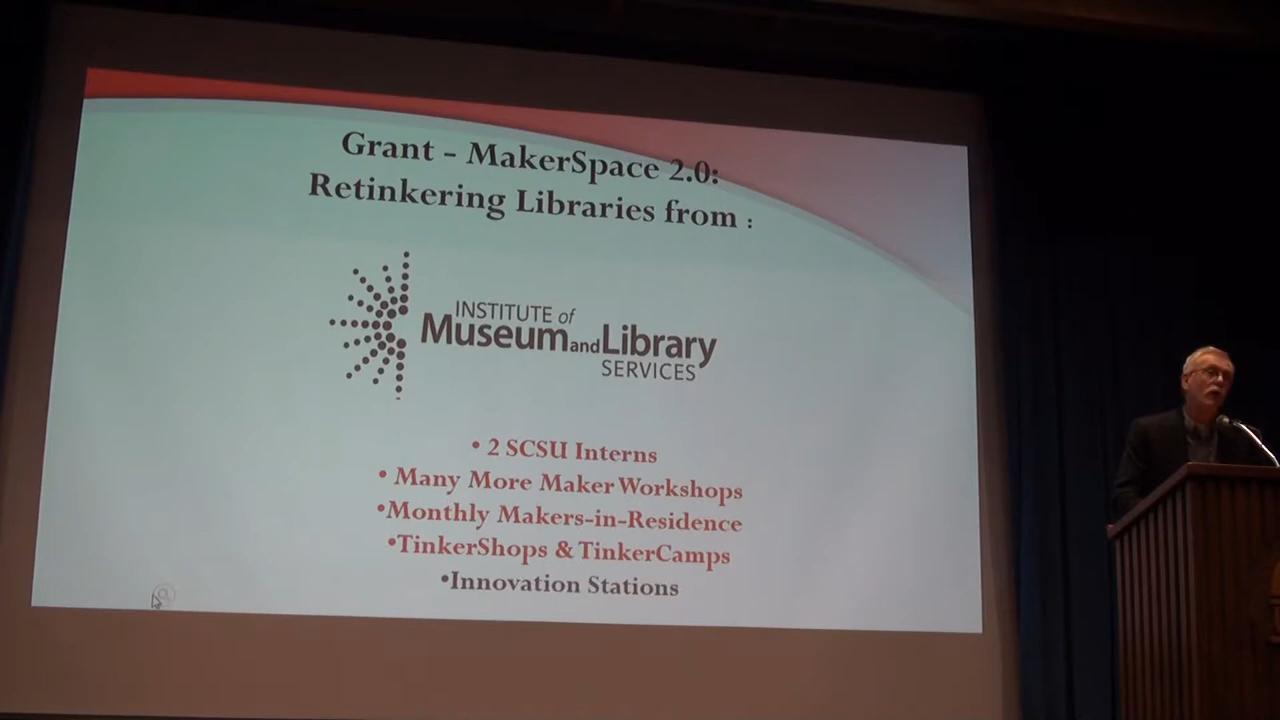 Grant - MakerSpace 2.0:
Retinkering Libraries from :
INSTITUTE of
Museum and Library
SERVICES
• 2 SCSU Interns
• Many More Maker Workshops
•Monthly Makers-in-Residence
•TinkerShops & TinkerCamps
•Innovation Stations